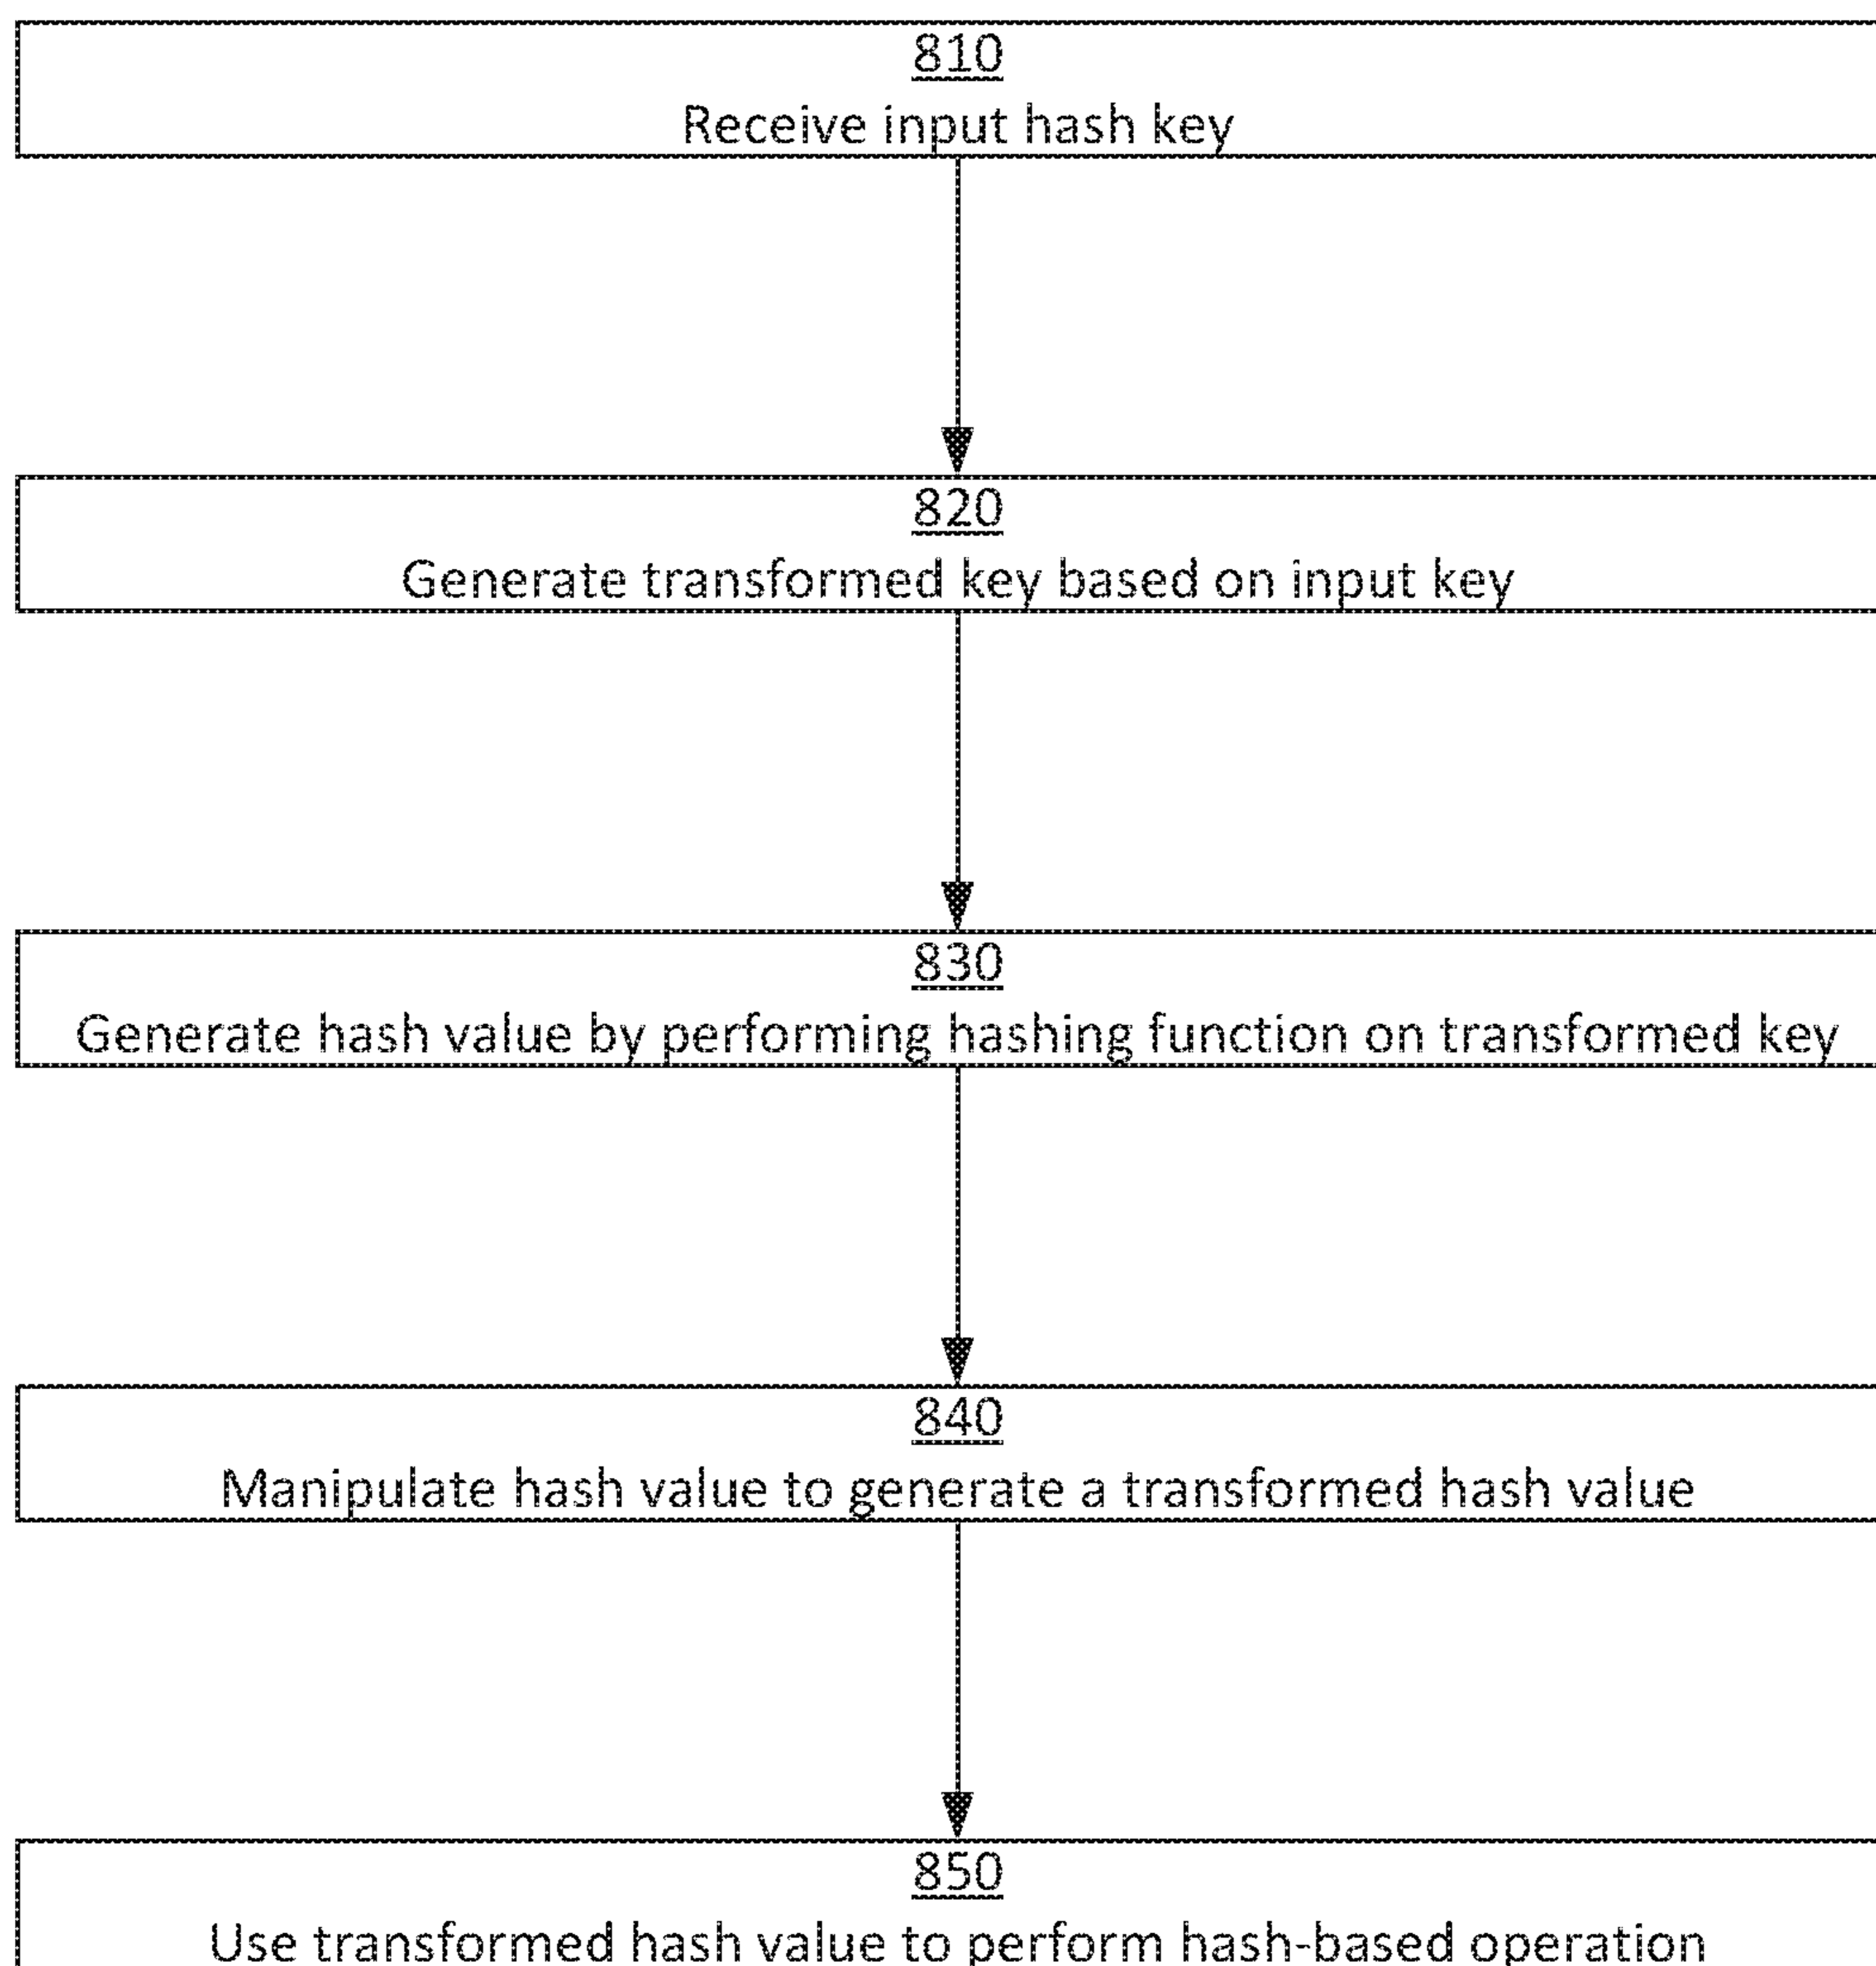 810
Receive input hash key
820
Generate transformed key based on input key
830
Generate hash value by performing hashing function on transformed key
840
Manipulate hash value to generate a transformed hash value
850
Use transformed hash value to perform hash-based operation